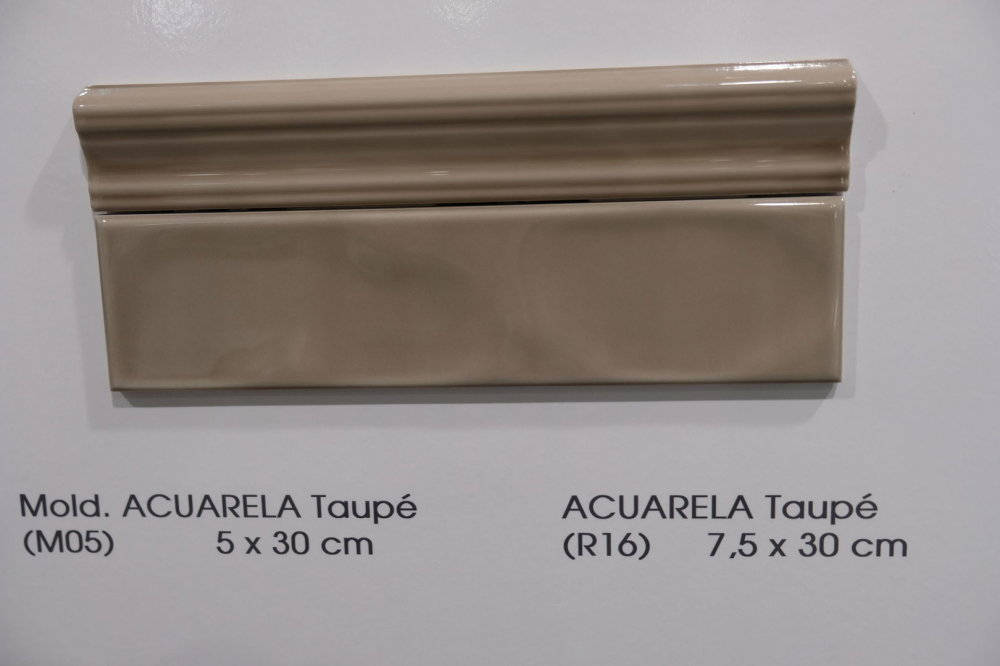 Mold. ACUARELA Taupé
(M05) 5 x 30 cm
ACUARELA Taupé
(R16) 7,5 x 30 cm